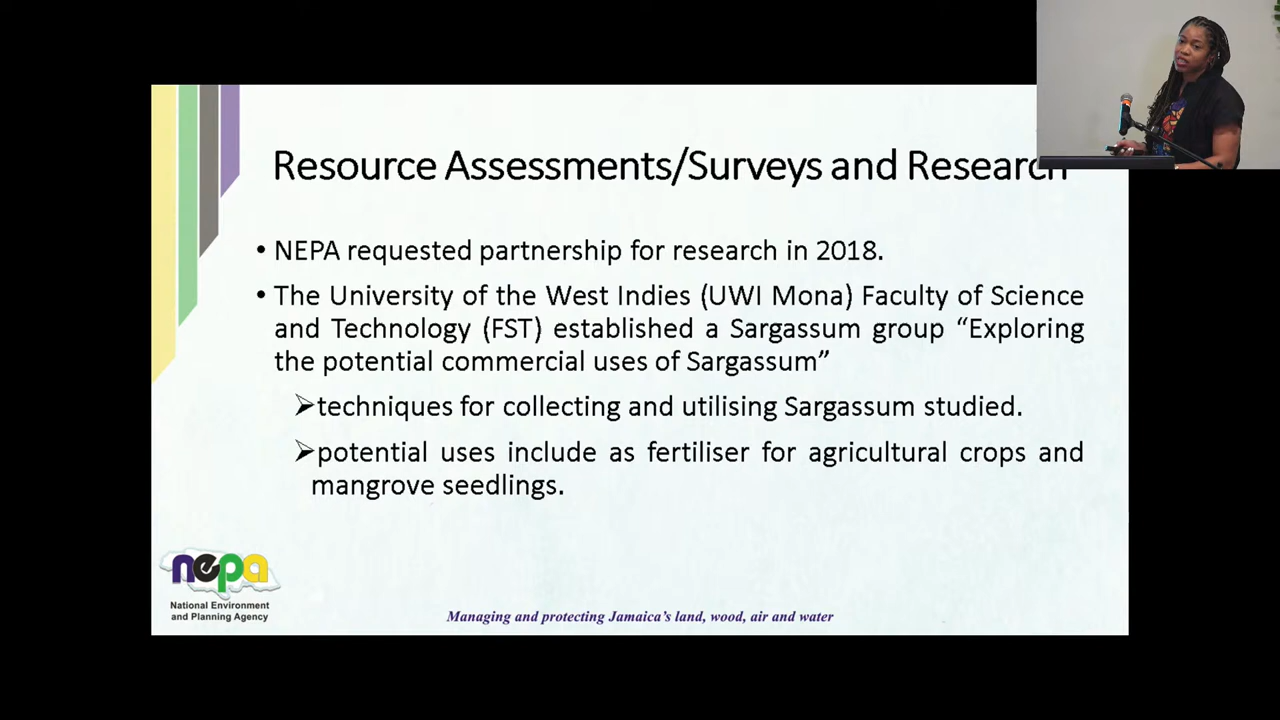 Resource Assessments/Surveys and Research
• NEPA requested partnership for research in 2018.
• The University of the West Indies (UWI Mona) Faculty of Science
and Technology (FST) established a Sargassum group “Exploring
the potential commercial uses of Sargassum”
➢techniques for collecting and utilising Sargassum studied.
➢potential uses include as fertiliser for agricultural crops and
mangrove seedlings.
nepa
National Environment
and Planning Agency
Managing and protecting Jamaica's land, wood, air and water